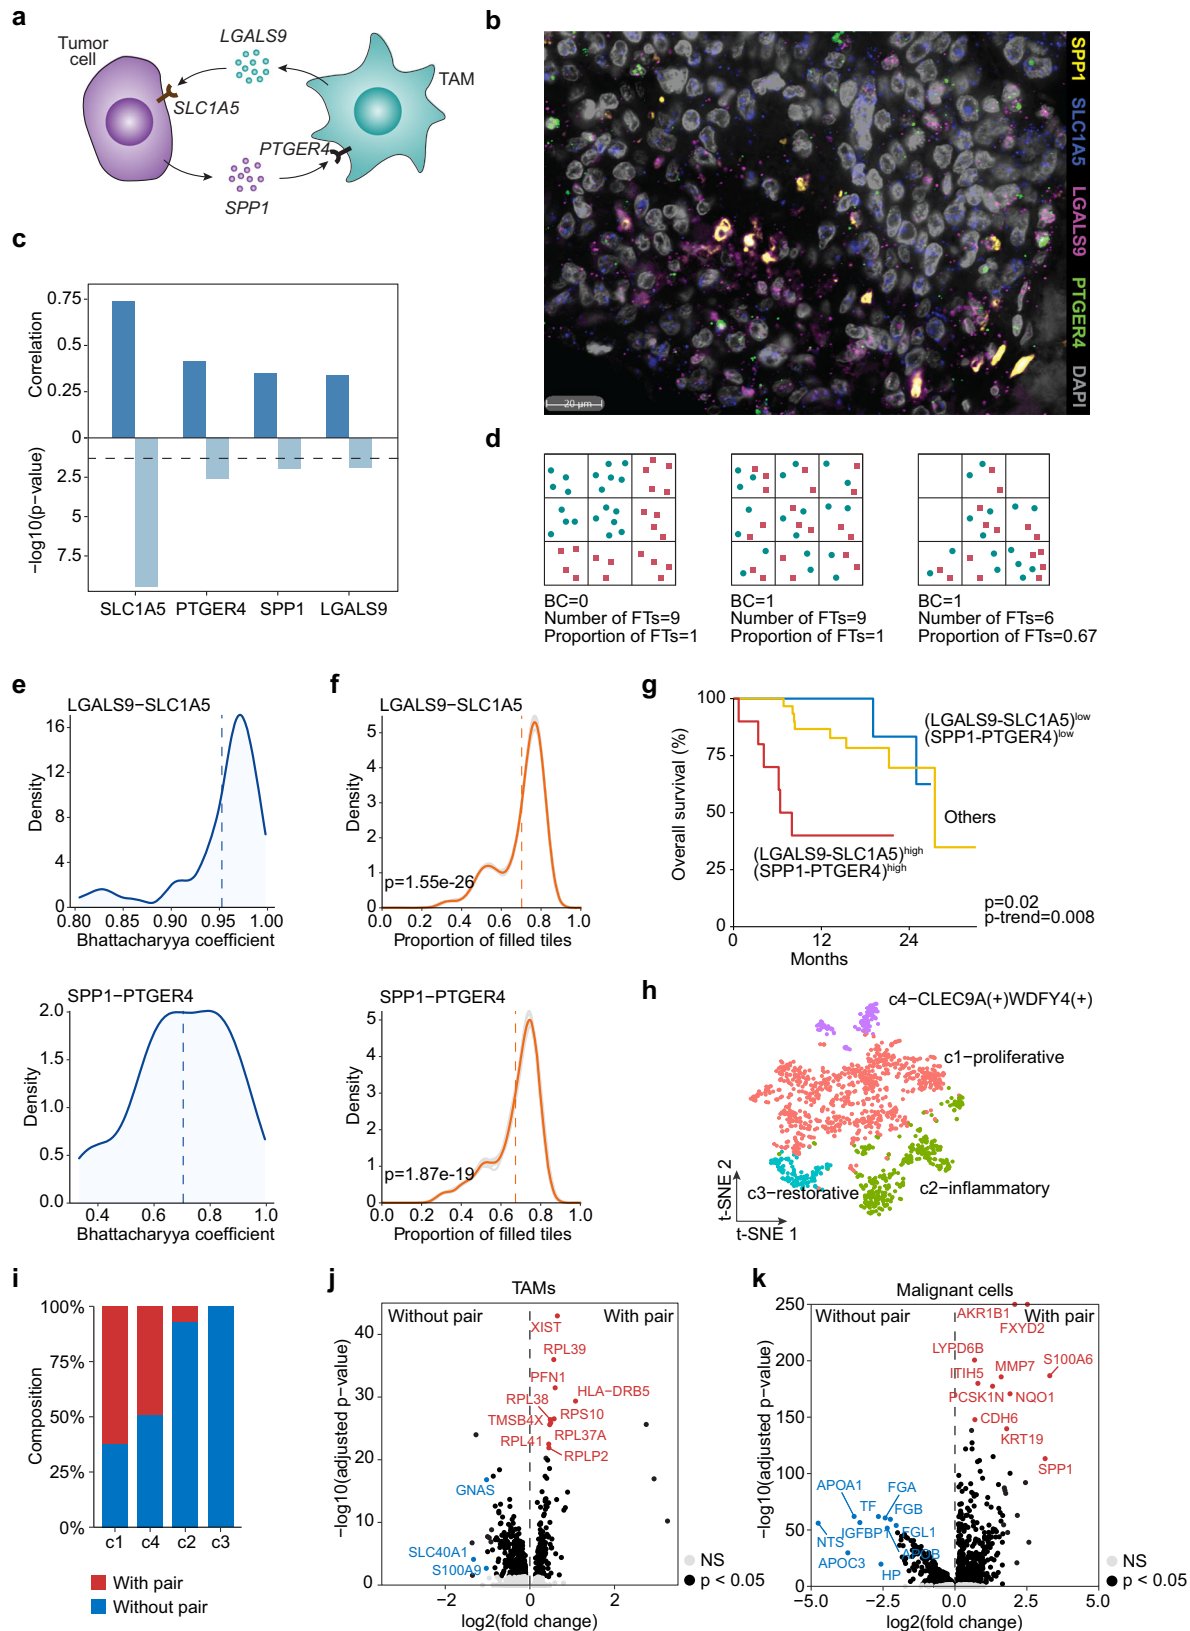 a
Tumor
cell
LGALS9
TAM
SLC1A5
PTGER4
SPP1
b
SPP1 SLC1A5 LGALS9 PTGER4 DAPI
20 µm
c
Correlation
0.75
0.5
0.25
0
−log10(p−value)
2.5
5
7.5
SLC1A5 PTGER4 SPP1 LGALS9
d
BC=0
Number of FTs=9
Proportion of FTs=1
BC=1
Number of FTs=9
Proportion of FTs=1
BC=1
Number of FTs=6
Proportion of FTs=0.67
e
LGALS9−SLC1A5
Density
16
12
8
4
0
0.80 0.85 0.90 0.95 1.00
Bhattacharyya coefficient
SPP1−PTGER4
Density
2.0
1.5
1.0
0.5
0.0
0.4 0.6 0.8 1.0
Bhattacharyya coefficient
f
LGALS9−SLC1A5
Density
5
4
3
2
1
0
p=1.55e-26
0.0 0.2 0.4 0.6 0.8 1.0
Proportion of filled tiles
SPP1−PTGER4
Density
5
4
3
2
1
0
p=1.87e-19
0.0 0.2 0.4 0.6 0.8 1.0
Proportion of filled tiles
g
Overall survival (%)
100
75
50
25
0
(LGALS9-SLC1A5)low
(SPP1-PTGER4)low
Others
(LGALS9-SLC1A5)high
(SPP1-PTGER4)high
p=0.02
p-trend=0.008
0 12 24
Months
h
c4−CLEC9A(+)WDFY4(+)
c1−proliferative
c3−restorative
c2−inflammatory
t-SNE 2
t-SNE 1
i
Composition
100%
75%
50%
25%
0%
c1 c4 c2 c3
With pair
Without pair
j
TAMs
Without pair
With pair
−log10(adjusted p−value)
40
30
20
10
0
XIST
RPL39
PFN1
HLA−DRB5
RPL38
RPS10
TMSB4X
RPL37A
RPL41
RPLP2
GNAS
SLC40A1
S100A9
−2 0 2
log2(fold change)
NS
p < 0.05
k
Malignant cells
Without pair
With pair
−log10(adjusted p−value)
250
200
150
100
50
0
AKR1B1
FXYD2
LYPD6B
S100A6
ITIH5
MMP7
PCSK1N
NQO1
CDH6
KRT19
SPP1
APOA1
TF
FGA
FGB
NTS
IGFBP1
FGL1
APOC3
APOB
HP
−5.0 −2.5 0.0 2.5 5.0
log2(fold change)
NS
p < 0.05